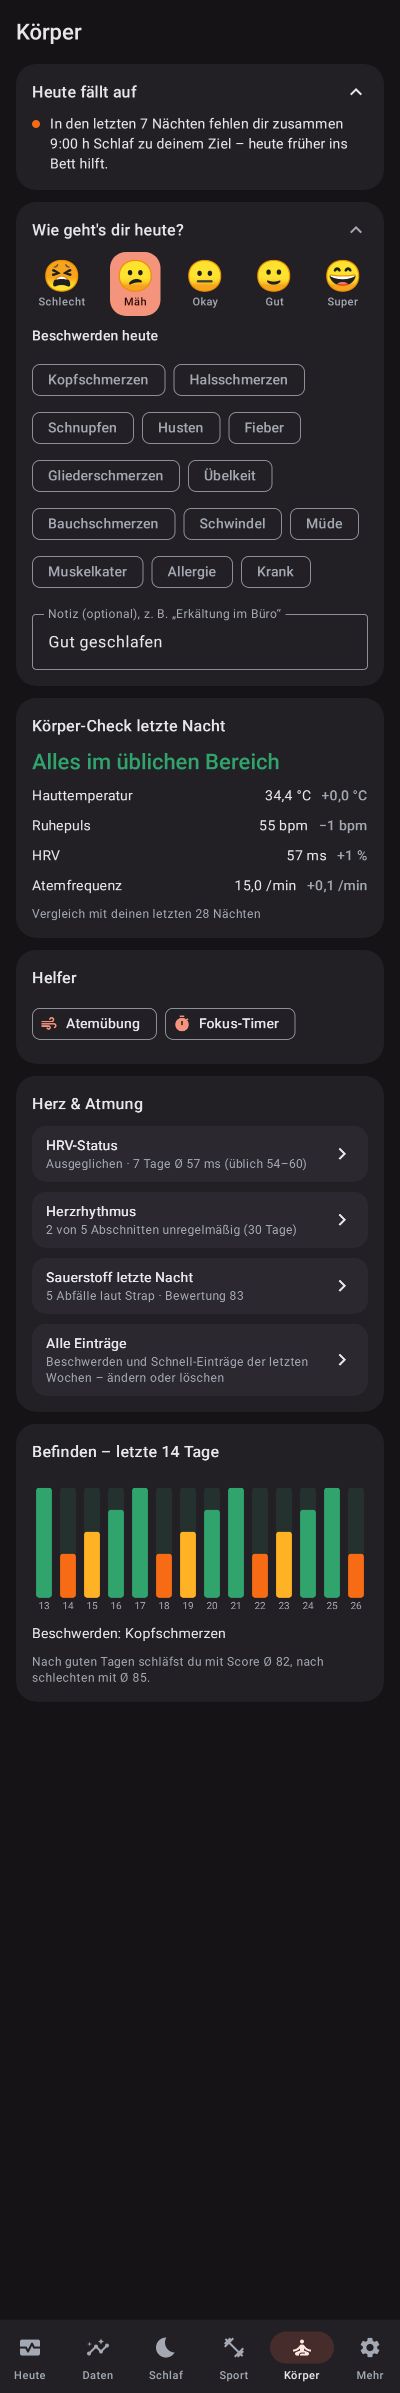 Körper
Heute fällt auf
In den letzten 7 Nächten fehlen dir zusammen
9:00 h Schlaf zu deinem Ziel – heute früher ins
Bett hilft.
Wie geht's dir heute?
Schlecht Mäh Okay Gut Super
Beschwerden heute
Kopfschmerzen Halsschmerzen
Schnupfen Husten Fieber
Gliederschmerzen Übelkeit
Bauchschmerzen Schwindel Müde
Muskelkater Allergie Krank
Notiz (optional), z. B. „Erkältung im Büro“
Gut geschlafen
Körper-Check letzte Nacht
Alles im üblichen Bereich
Hauttemperatur 34,4 °C +0,0 °C
Ruhepuls 55 bpm −1 bpm
HRV 57 ms +1 %
Atemfrequenz 15,0 /min +0,1 /min
Vergleich mit deinen letzten 28 Nächten
Helfer
Atemübung Fokus-Timer
Herz & Atmung
HRV-Status
Ausgeglichen · 7 Tage Ø 57 ms (üblich 54–60)
Herzrhythmus
2 von 5 Abschnitten unregelmäßig (30 Tage)
Sauerstoff letzte Nacht
5 Abfälle laut Strap · Bewertung 83
Alle Einträge
Beschwerden und Schnell-Einträge der letzten
Wochen – ändern oder löschen
Befinden – letzte 14 Tage
13 14 15 16 17 18 19 20 21 22 23 24 25 26
Beschwerden: Kopfschmerzen
Nach guten Tagen schläfst du mit Score Ø 82, nach
schlechten mit Ø 85.
Heute Daten Schlaf Sport Körper Mehr